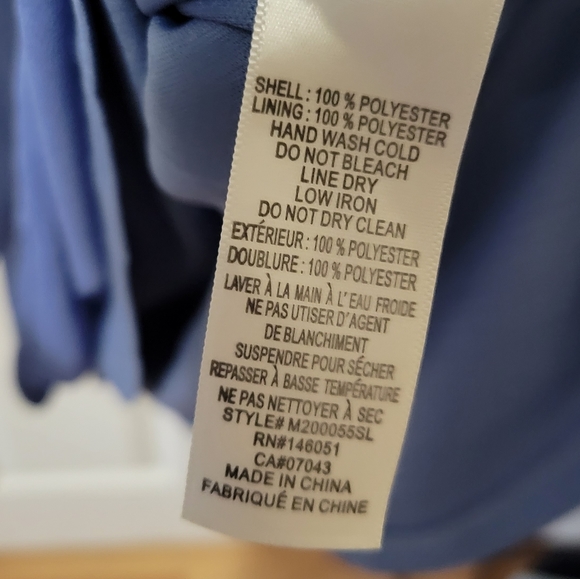 SHELL : 100 % POLYESTER
LINING : 100 % POLYESTER
HAND WASH COLD
DO NOT BLEACH
LINE DRY
LOW IRON
DO NOT DRY CLEAN
EXTÉRIEUR : 100 % POLYESTER
DOUBLURE : 100 % POLYESTER
LAVER À LA MAIN À L'EAU FROIDE
NE PAS UTISER D'AGENT
DE BLANCHIMENT
SUSPENDRE POUR SÉCHER
REPASSER À BASSE TEMPÉRATURE
NE PAS NETTOYER À SEC
STYLE# M200055SL
RN#146051
CA#07043
MADE IN CHINA
FABRIQUÉ EN CHINE